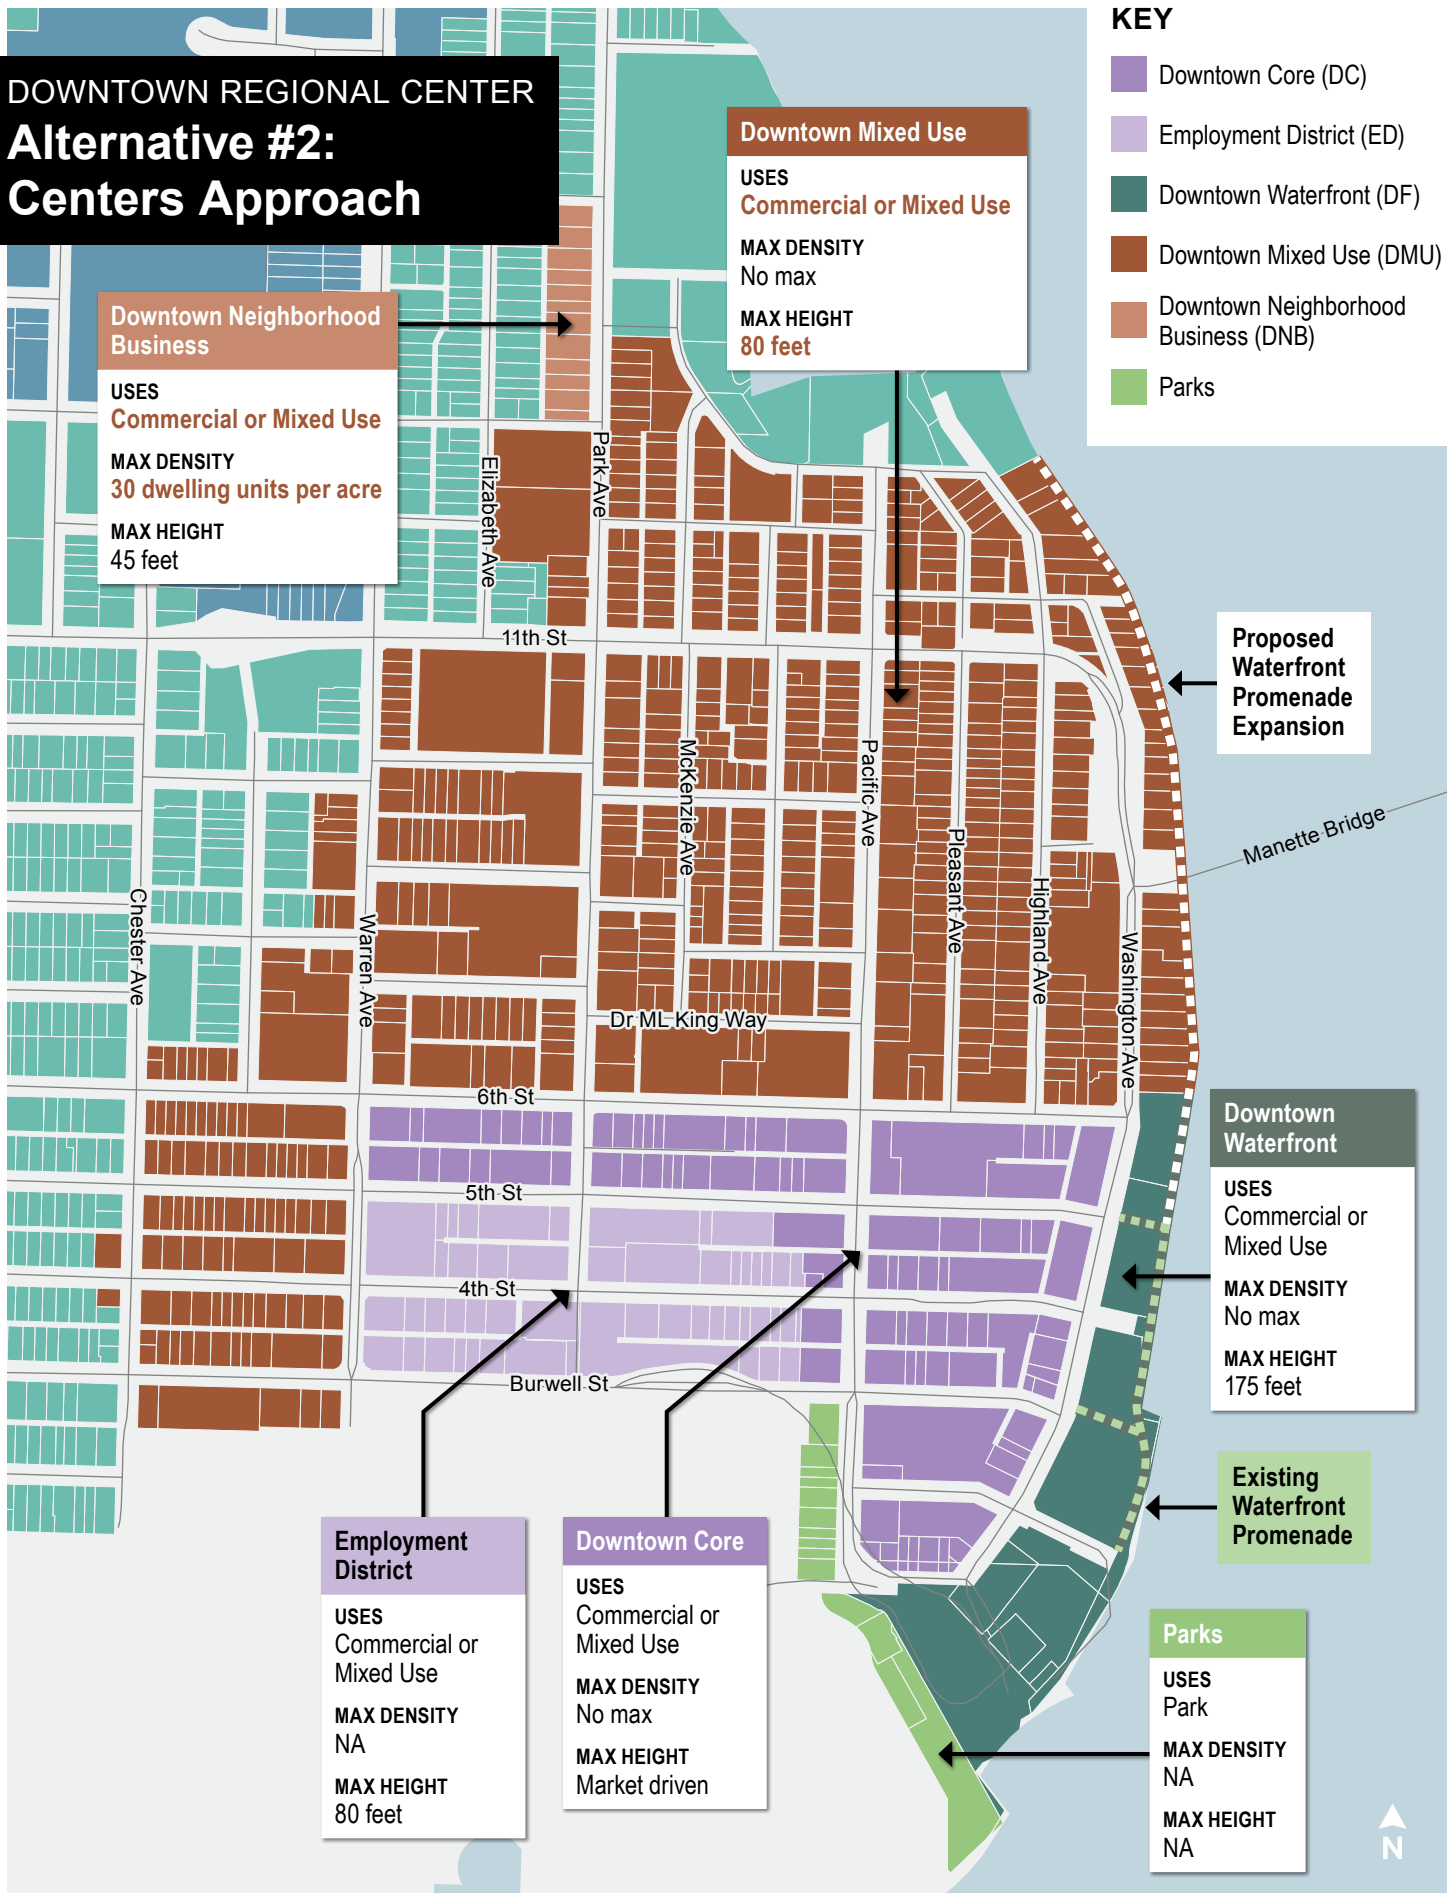 DOWNTOWN REGIONAL CENTER
Alternative #2:
Centers Approach
KEY
Downtown Core (DC)
Employment District (ED)
Downtown Waterfront (DF)
Downtown Mixed Use (DMU)
Downtown Neighborhood
Business (DNB)
Parks
Downtown Mixed Use
USES
Commercial or Mixed Use
MAX DENSITY
No max
MAX HEIGHT
80 feet
Downtown Neighborhood
Business
USES
Commercial or Mixed Use
MAX DENSITY
30 dwelling units per acre
MAX HEIGHT
45 feet
Elizabeth Ave
Park Ave
11th St
Proposed
Waterfront
Promenade
Expansion
McKenzie Ave
Pacific Ave
Pleasant Ave
Highland Ave
Washington Ave
Manette Bridge
Chester Ave
Warren Ave
Dr ML King Way
6th St
5th St
4th St
Burwell St
Downtown
Waterfront
USES
Commercial or
Mixed Use
MAX DENSITY
No max
MAX HEIGHT
175 feet
Existing
Waterfront
Promenade
Employment
District
USES
Commercial or
Mixed Use
MAX DENSITY
NA
MAX HEIGHT
80 feet
Downtown Core
USES
Commercial or
Mixed Use
MAX DENSITY
No max
MAX HEIGHT
Market driven
Parks
USES
Park
MAX DENSITY
NA
MAX HEIGHT
NA
N